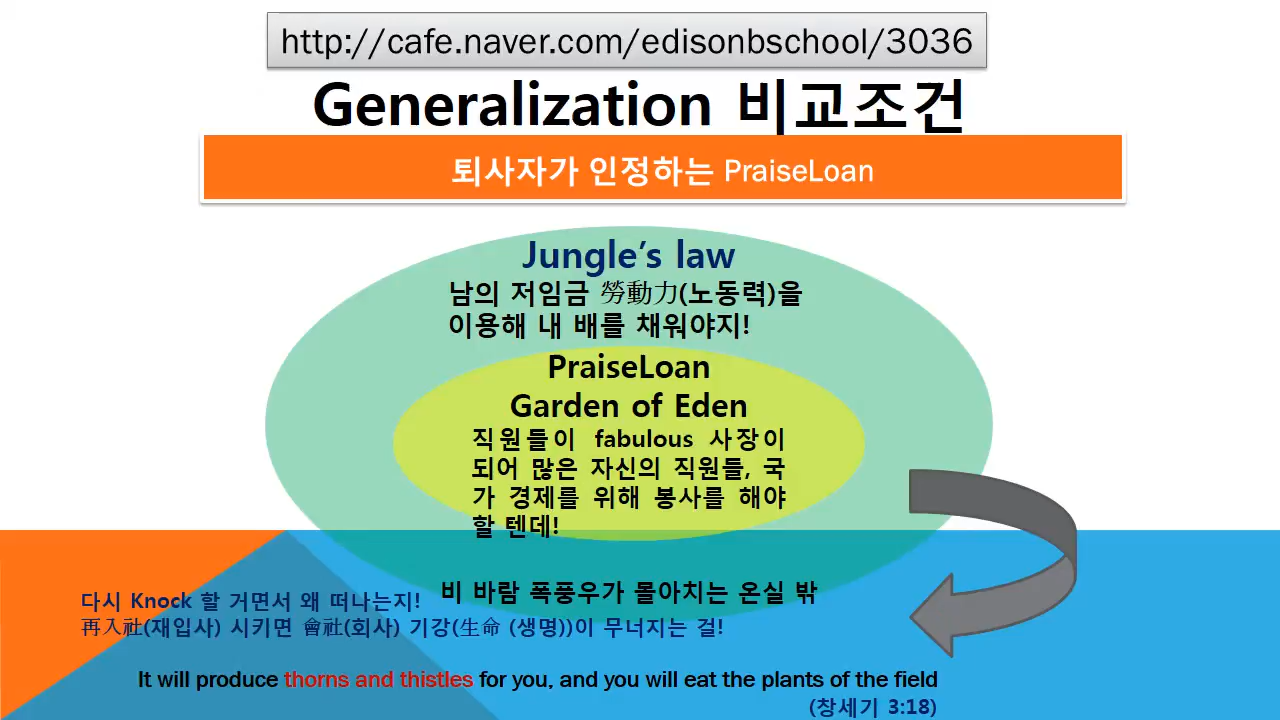 http://cafe.naver.com/edisonbschool/3036
Generalization 비교조건
퇴사자가 인정하는 PraiseLoan
Jungle's law
남의 저임금 勞動力(노동력)을
이용해 내 배를 채워야지!
PraiseLoan
Garden of Eden
직원들이 fabulous 사장이
되어 많은 자신의 직원들, 국
가 경제를 위해 봉사를 해야
할 텐데!
비 바람 폭풍우가 몰아치는 온실 밖
다시 Knock 할 거면서 왜 떠나는지!
再入社(재입사) 시키면 會社(회사) 기강(生命 (생명))이 무너지는 걸!
It will produce thorns and thistles for you, and you will eat the plants of the field
(창세기 3:18)